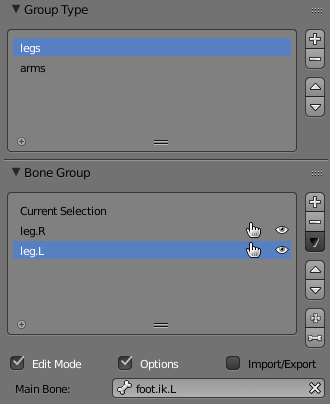 Group Type
legs
arms
Bone Group
Current Selection
leg.R
leg.L
Edit Mode Options Import/Export
Main Bone: foot.ik.L